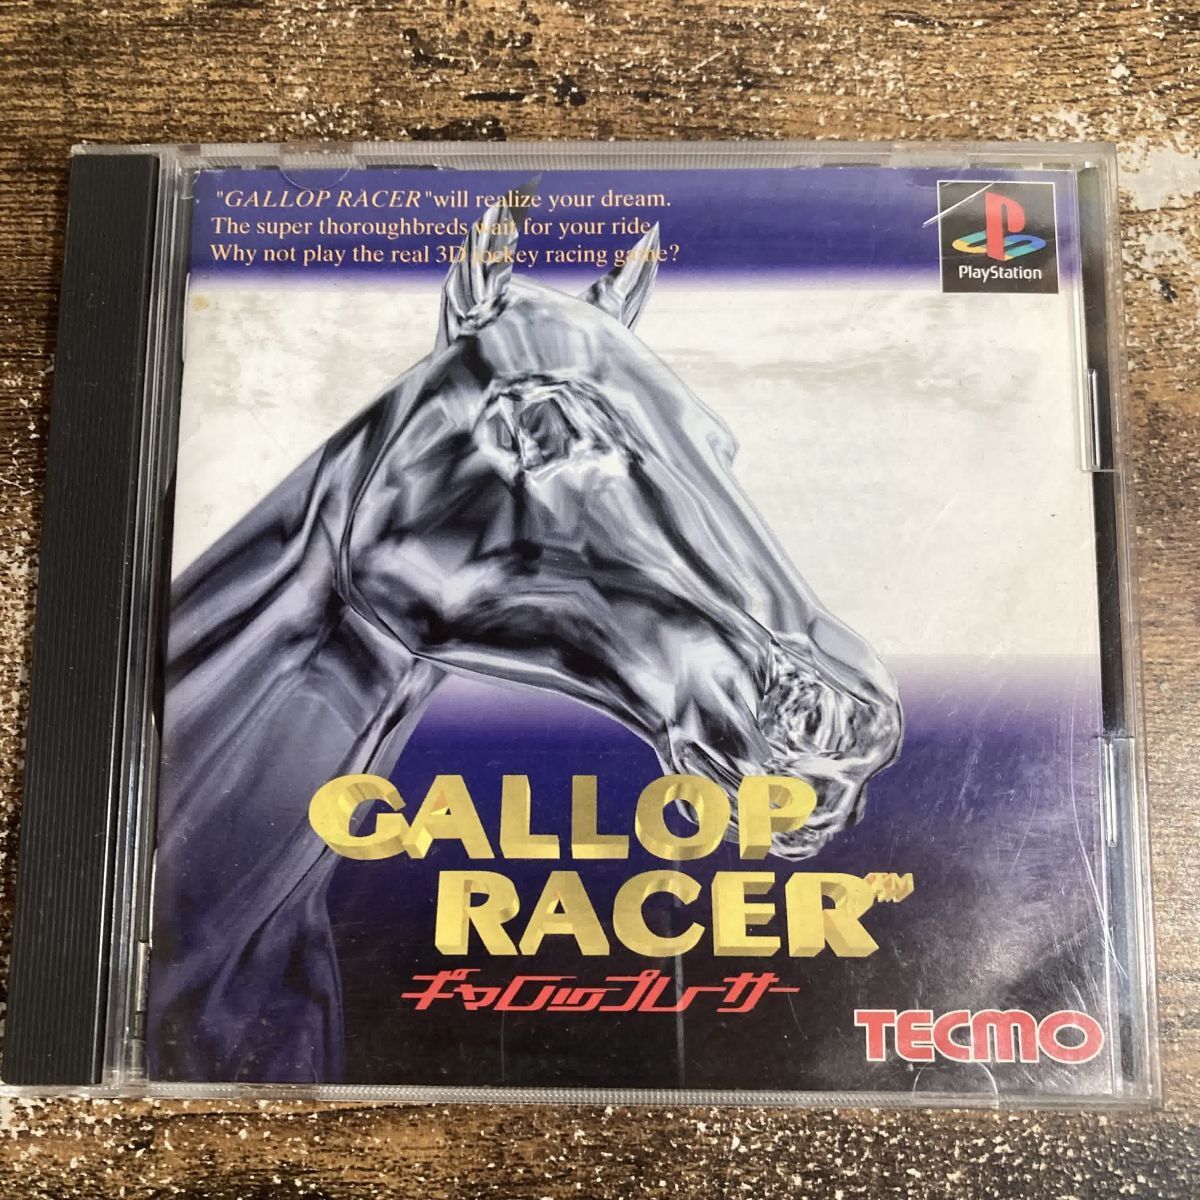 "GALLOP RACER" will realize your dream.
The super thoroughbreds wait for your ride.
Why not play the real 3D jockey racing game?
PlayStation
GALLOP
RACER™
ギャロップレーサー
TECMO